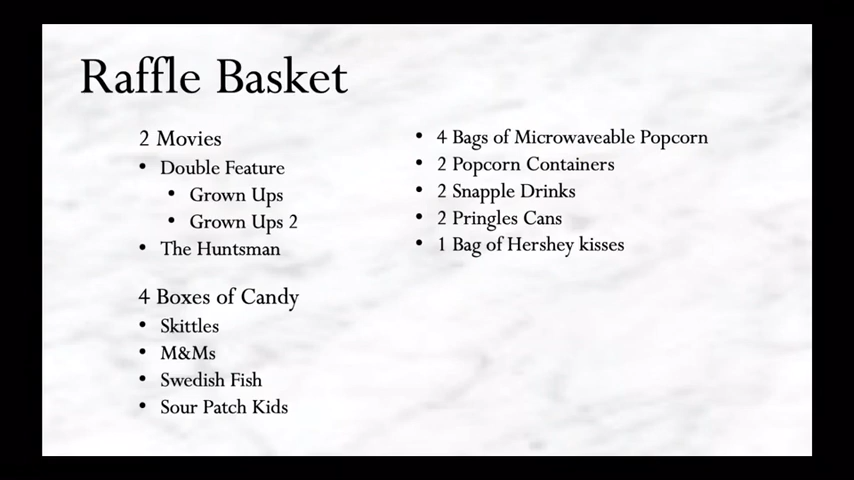 Raffle Basket
2 Movies
• Double Feature
• Grown Ups
• Grown Ups 2
• The Huntsman
4 Boxes of Candy
• Skittles
• M&Ms
• Swedish Fish
• Sour Patch Kids
• 4 Bags of Microwaveable Popcorn
• 2 Popcorn Containers
• 2 Snapple Drinks
• 2 Pringles Cans
• 1 Bag of Hershey kisses